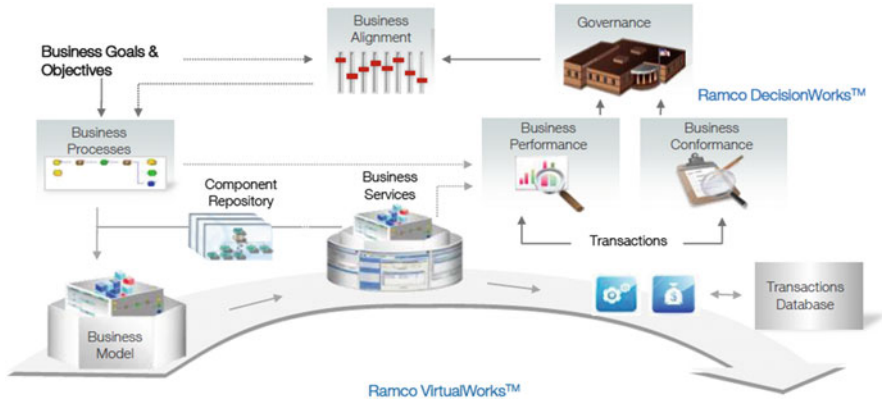 Business
Alignment
Governance
Business Goals &
Objectives
Ramco DecisionWorks™
Business
Processes
Business
Performance
Business
Conformance
Component
Repository
Business
Services
Transactions
Transactions
Database
Business
Model
Ramco VirtualWorks™